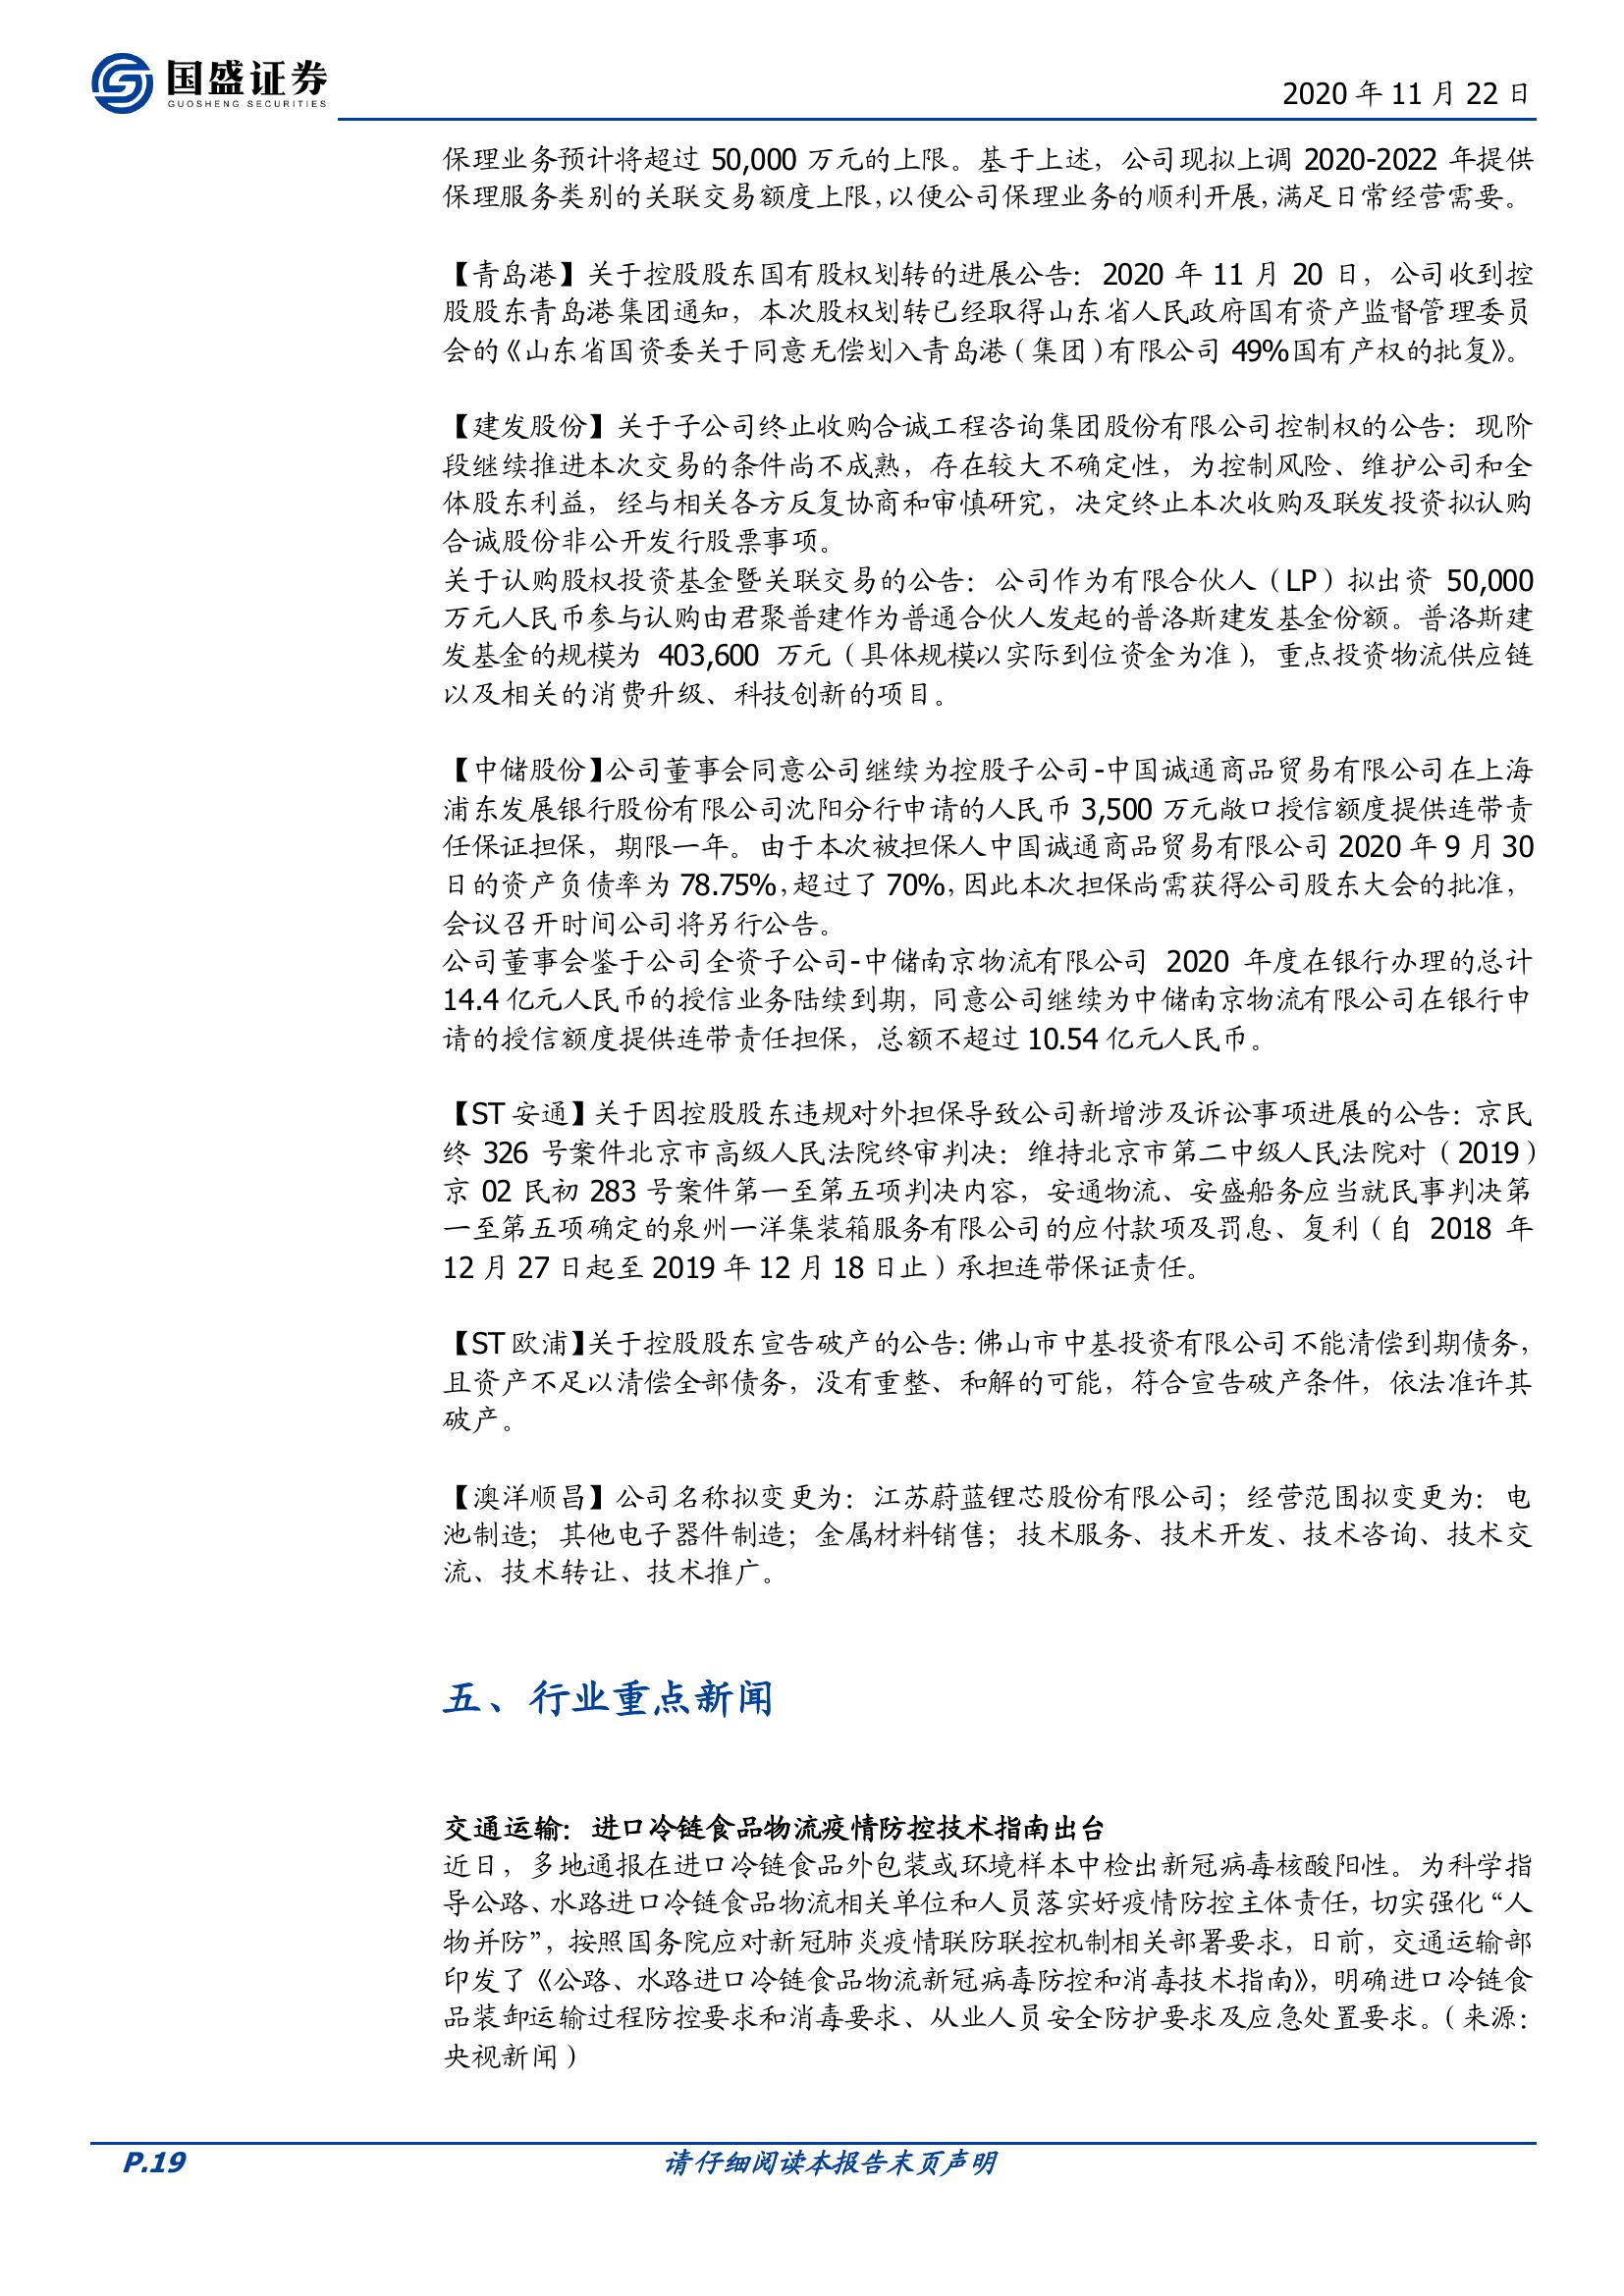 国盛证券
GUOSHENG SECURITIES
2020 年 11 月 22 日
保理业务预计将超过 50,000 万元的上限。基于上述，公司现拟上调 2020-2022 年提供
保理服务类别的关联交易额度上限，以便公司保理业务的顺利开展，满足日常经营需要。
【青岛港】关于控股股东国有股权划转的进展公告：2020 年 11 月 20 日，公司收到控
股股东青岛港集团通知，本次股权划转已经取得山东省人民政府国有资产监督管理委员
会的《山东省国资委关于同意无偿划入青岛港（集团）有限公司 49%国有产权的批复》。
【建发股份】关于子公司终止收购合诚工程咨询集团股份有限公司控制权的公告：现阶
段继续推进本次交易的条件尚不成熟，存在较大不确定性，为控制风险、维护公司和全
体股东利益，经与相关各方反复协商和审慎研究，决定终止本次收购及联发投资拟认购
合诚股份非公开发行股票事项。
关于认购股权投资基金暨关联交易的公告：公司作为有限合伙人（LP）拟出资 50,000
万元人民币参与认购由君聚普建作为普通合伙人发起的普洛斯建发基金份额。普洛斯建
发基金的规模为 403,600 万元（具体规模以实际到位资金为准），重点投资物流供应链
以及相关的消费升级、科技创新的项目。
【中储股份】公司董事会同意公司继续为控股子公司-中国诚通商品贸易有限公司在上海
浦东发展银行股份有限公司沈阳分行申请的人民币 3,500 万元敞口授信额度提供连带责
任保证担保，期限一年。由于本次被担保人中国诚通商品贸易有限公司 2020 年 9 月 30
日的资产负债率为 78.75%，超过了 70%，因此本次担保尚需获得公司股东大会的批准，
会议召开时间公司将另行公告。
公司董事会鉴于公司全资子公司-中储南京物流有限公司 2020 年度在银行办理的总计
14.4 亿元人民币的授信业务陆续到期，同意公司继续为中储南京物流有限公司在银行申
请的授信额度提供连带责任担保，总额不超过 10.54 亿元人民币。
【ST 安通】关于因控股股东违规对外担保导致公司新增涉及诉讼事项进展的公告：京民
终 326 号案件北京市高级人民法院终审判决：维持北京市第二中级人民法院对（2019）
京 02 民初 283 号案件第一至第五项判决内容，安通物流、安盛船务应当就民事判决第
一至第五项确定的泉州一洋集装箱服务有限公司的应付款项及罚息、复利（自 2018 年
12 月 27 日起至 2019 年 12 月 18 日止）承担连带保证责任。
【ST 欧浦】关于控股股东宣告破产的公告：佛山市中基投资有限公司不能清偿到期债务，
且资产不足以清偿全部债务，没有重整、和解的可能，符合宣告破产条件，依法准许其
破产。
【澳洋顺昌】公司名称拟变更为：江苏蔚蓝锂芯股份有限公司；经营范围拟变更为：电
池制造；其他电子器件制造；金属材料销售；技术服务、技术开发、技术咨询、技术交
流、技术转让、技术推广。
五、行业重点新闻
交通运输：进口冷链食品物流疫情防控技术指南出台
近日，多地通报在进口冷链食品外包装或环境样本中检出新冠病毒核酸阳性。为科学指
导公路、水路进口冷链食品物流相关单位和人员落实好疫情防控主体责任，切实强化“人
物并防”，按照国务院应对新冠肺炎疫情联防联控机制相关部署要求，日前，交通运输部
印发了《公路、水路进口冷链食品物流新冠病毒防控和消毒技术指南》，明确进口冷链食
品装卸运输过程防控要求和消毒要求、从业人员安全防护要求及应急处置要求。（来源：
央视新闻）
P.19
请仔细阅读本报告末页声明